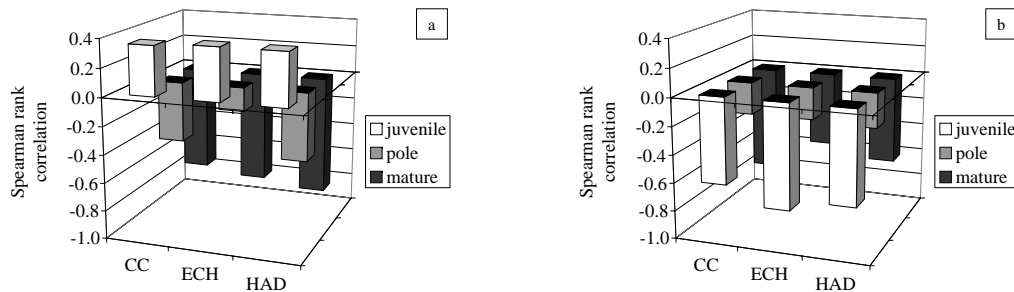 a
0.4
0.2
0.0
-0.2
-0.4
-0.6
-0.8
-1.0
Spearman rank
correlation
CC
ECH
HAD
juvenile
pole
mature
b
0.4
0.2
0.0
-0.2
-0.4
-0.6
-0.8
-1.0
Spearman rank
correlation
CC
ECH
HAD
juvenile
pole
mature